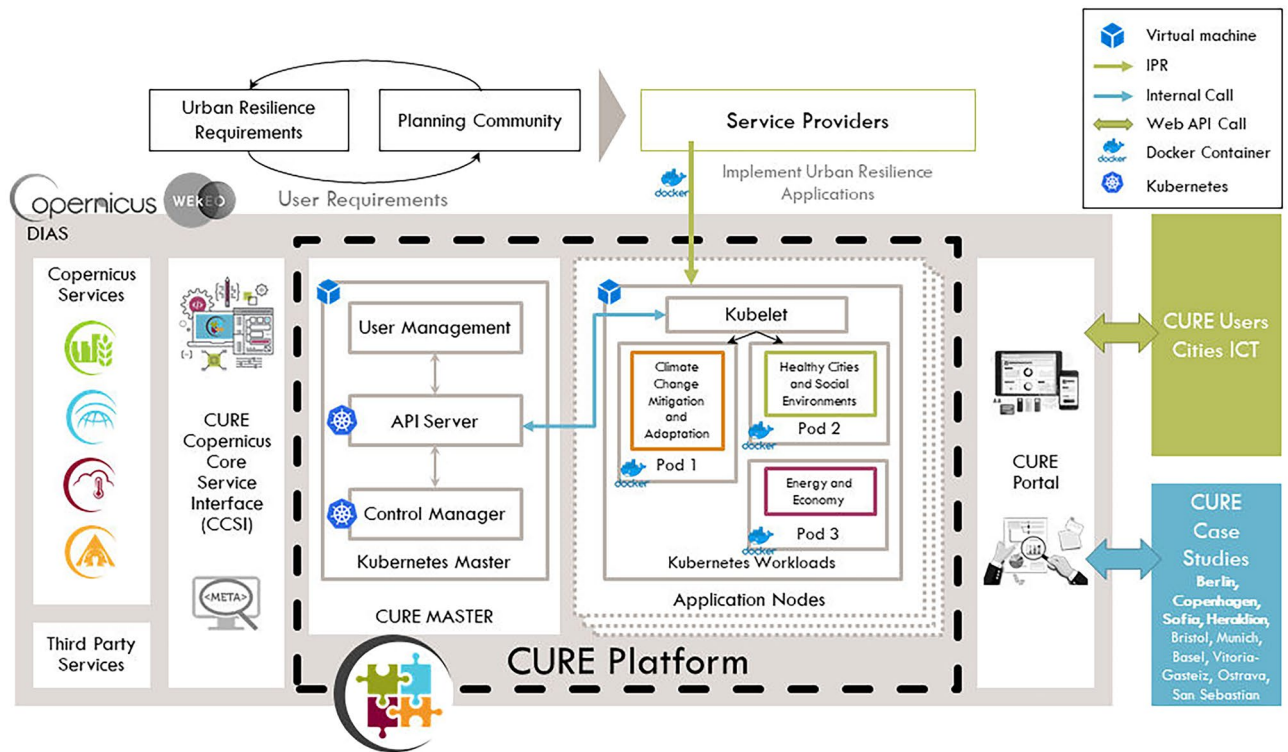 Virtual machine
IPR
Internal Call
Web API Call
docker
Docker Container
Kubernetes
Urban Resilience
Requirements
Planning Community
User Requirements
Service Providers
docker
Implement Urban Resilience
Applications
opernicus
WEkEO
DIAS
Copernicus
Services
Third Party
Services
CURE
Copernicus
Core
Service
Interface
(CCSI)
<META>
User Management
API Server
Control Manager
Kubernetes Master
CURE MASTER
Kubelet
Climate
Change
Mitigation
and
Adaptation
docker
Pod 1
Healthy Cities
and Social
Environments
docker
Pod 2
Energy and
Economy
docker
Pod 3
Kubernetes Workloads
Application Nodes
CURE Platform
CURE
Portal
CURE Users
Cities ICT
CURE
Case
Studies
Berlin,
Copenhagen,
Sofia, Heraklion,
Bristol, Munich,
Basel, Vitoria-
Gasteiz, Ostrava,
San Sebastian